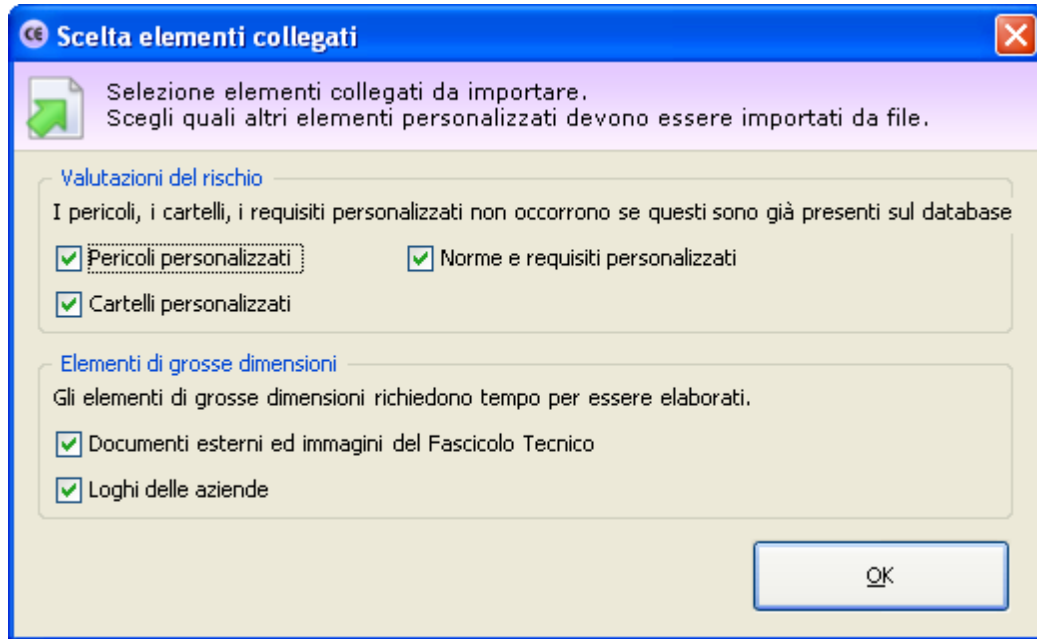 CE Scelta elementi collegati
Selezione elementi collegati da importare.
Scegli quali altri elementi personalizzati devono essere importati da file.
Valutazioni del rischio
I pericoli, i cartelli, i requisiti personalizzati non occorrono se questi sono già presenti sul database
Pericoli personalizzati
Norme e requisiti personalizzati
Cartelli personalizzati
Elementi di grosse dimensioni
Gli elementi di grosse dimensioni richiedono tempo per essere elaborati.
Documenti esterni ed immagini del Fascicolo Tecnico
Loghi delle aziende
OK